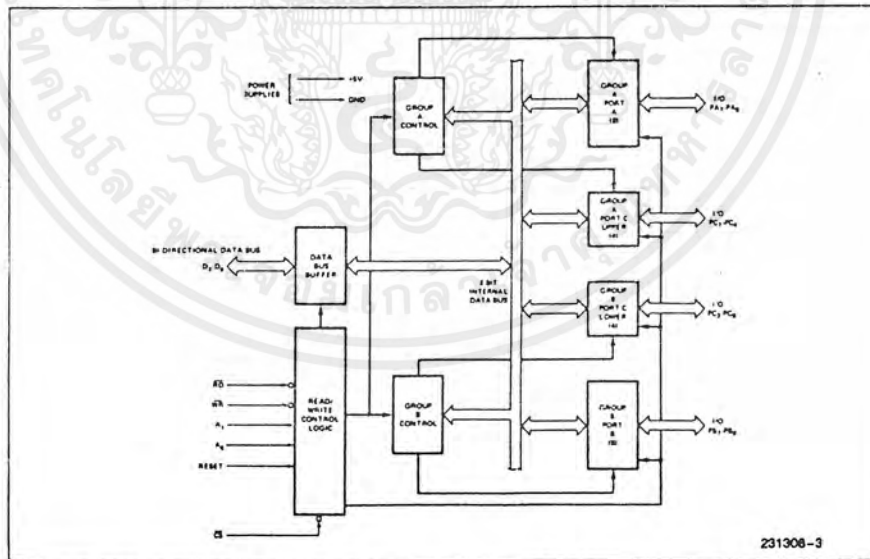 POWER SUPPLIES
+5V
GND
GROUP A CONTROL
GROUP A PORT A (8)
I/O PA7-PA0
GROUP A PORT C UPPER (4)
I/O PC7-PC4
BI DIRECTIONAL DATA BUS
D7-D0
DATA BUS BUFFER
8 BIT INTERNAL DATA BUS
GROUP B PORT C LOWER (4)
I/O PC3-PC0
RD
WR
A1
A0
RESET
CS
READ/ WRITE CONTROL LOGIC
GROUP B CONTROL
GROUP B PORT B (8)
I/O PB7-PB0
231308-3